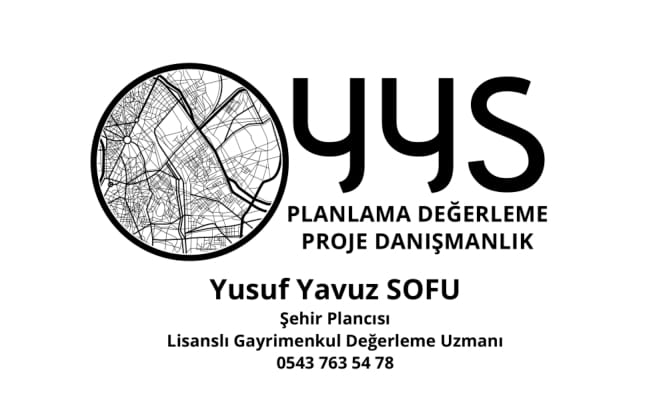 yys
PLANLAMA DEĞERLEME
PROJE DANIŞMANLIK
Yusuf Yavuz SOFU
Şehir Plancısı
Lisanslı Gayrimenkul Değerleme Uzmanı
0543 763 54 78